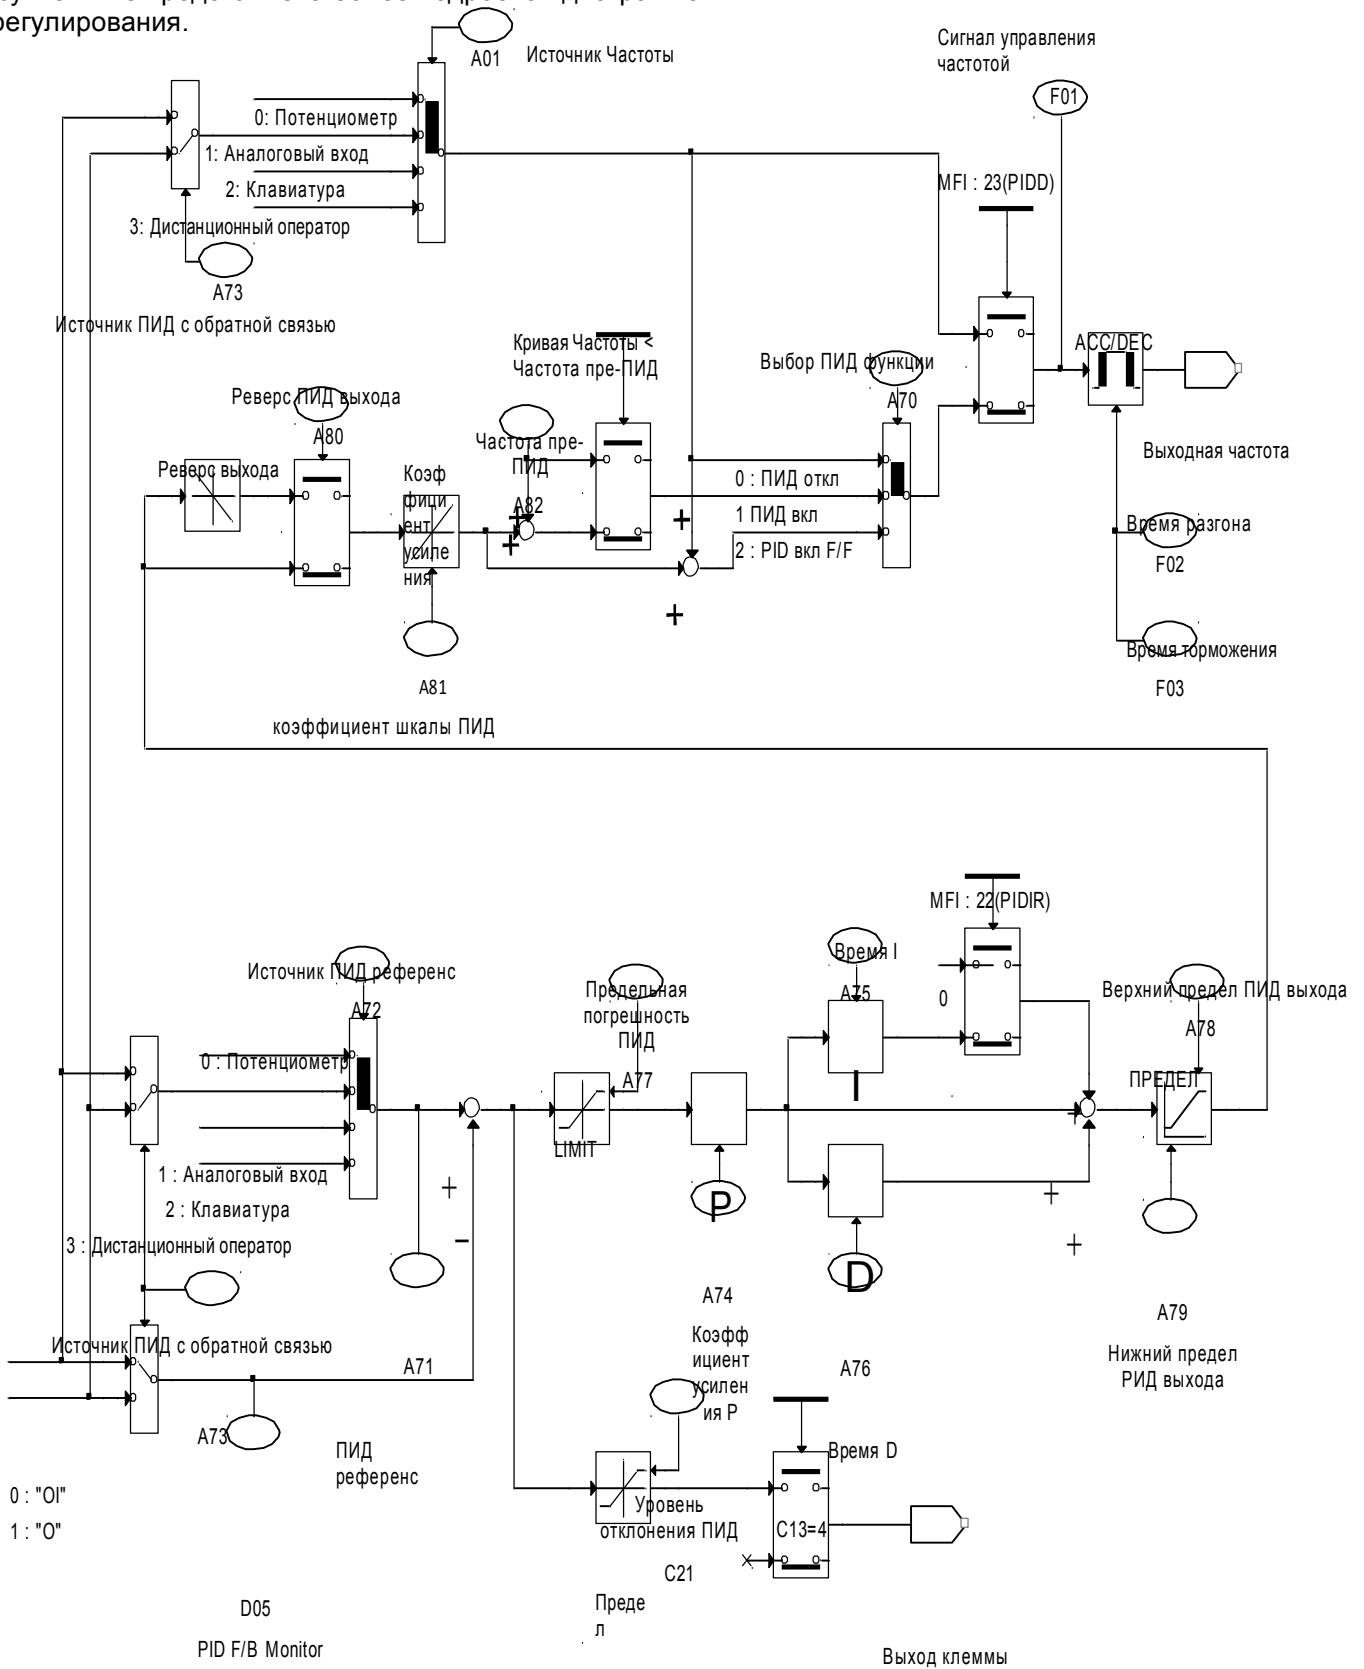 регулирования.
A01
Источник Частоты
Сигнал управления
частотой
F01
0: Потенциометр
1: Аналоговый вход
2: Клавиатура
3: Дистанционный оператор
MFI : 23(PIDD)
A73
Источник ПИД с обратной связью
Кривая Частоты <
Частота пре-ПИД
Выбор ПИД функции
A70
ACC/DEC
Реверс ПИД выхода
A80
Реверс выхода
Коэфф
фици
ент
усиле
ния
Частота пре-
ПИД
A82
+
+
+
+
0 : ПИД откл
1 ПИД вкл
2 : PID вкл F/F
Выходная частота
Время разгона
F02
Время торможения
F03
A81
коэффициент шкалы ПИД
MFI : 22(PIDIR)
Источник ПИД референс
A72
Предельная
погрешность
ПИД
A77
Время I
A75
0
Верхний предел ПИД выхода
A78
0 : Потенциометр
ПРЕДЕЛ
I
+
LIMIT
1 : Аналоговый вход
2 : Клавиатура
3 : Дистанционный оператор
+
−
P
D
+
+
A74
Коэфф
ициент
усилен
ия P
A79
Нижний предел
РИД выхода
Источник ПИД с обратной связью
A71
A76
A73
ПИД
референс
Время D
0 : "OI"
1 : "O"
Уровень
отклонения ПИД
C13=4
C21
D05
PID F/B Monitor
Преде
л
Выход клеммы